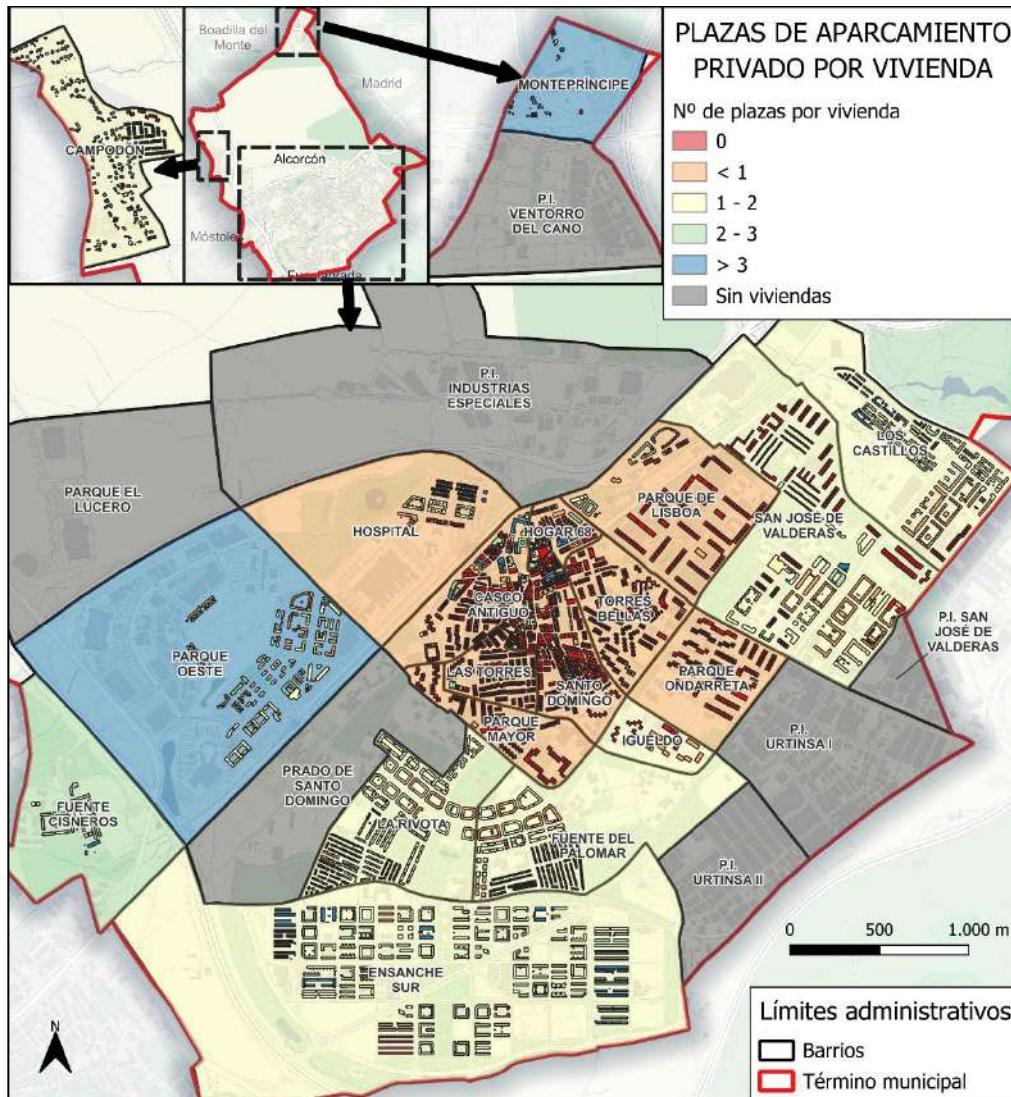 Boadilla del
Monte
Madrid
Alcorcón
Móstoles
Fuenlabrada
CAMPODÓN
MONTEPRÍNCIPE
P.I.
VENTORRO
DEL CANO
PLAZAS DE APARCAMIENTO
PRIVADO POR VIVIENDA
Nº de plazas por vivienda
0
< 1
1 - 2
2 - 3
> 3
Sin viviendas
P.I.
INDUSTRIAS
ESPECIALES
PARQUE EL
LUCERO
HOSPITAL
HOGAR 68
PARQUE DE
LISBOA
LOS
CASTILLOS
SAN JOSÉ DE
VALDERAS
CASCO
ANTIGUO
TORRES
BELLAS
P.I. SAN
JOSÉ DE
VALDERAS
PARQUE
OESTE
LAS TORRES
SANTO
DOMINGO
PARQUE
ONDARRETA
PARQUE
MAYOR
IGUELDO
P.I.
URTINSA I
PRADO DE
SANTO
DOMINGO
FUENTE
CISNEROS
LA RIVOTA
FUENTE DEL
PALOMAR
P.I.
URTINSA II
ENSANCHE
SUR
0 500 1.000 m
N
Límites administrativos
Barrios
Término municipal